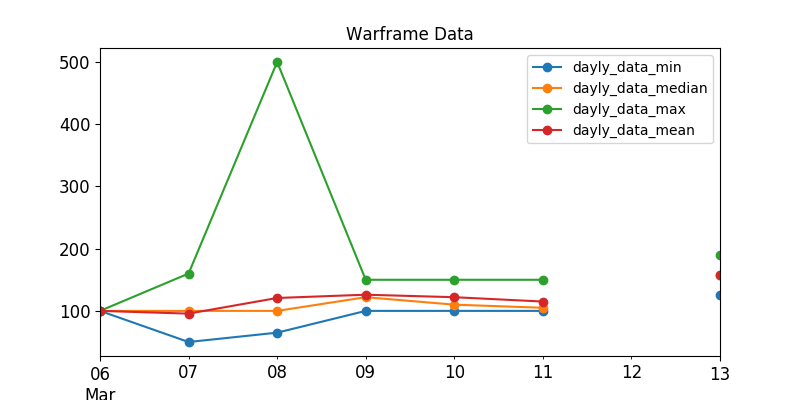 Warframe Data
dayly_data_min
dayly_data_median
dayly_data_max
dayly_data_mean
500
400
300
200
100
06 07 08 09 10 11 12 13
Mar